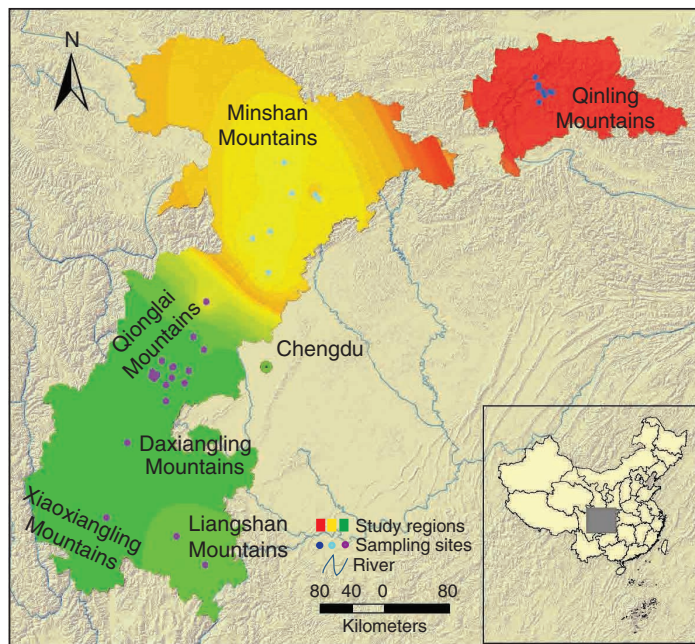 N
Minshan
Mountains
Qinling
Mountains
Qionglai
Mountains
Chengdu
Daxiangling
Mountains
Xiaoxiangling
Mountains
Liangshan
Mountains
Study regions
Sampling sites
River
80 40 0 80
Kilometers